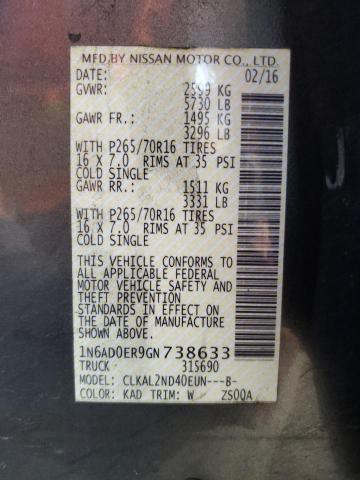 MFD.BY NISSAN MOTOR CO., LTD.
DATE: 02/16
GVWR: 2599 KG
5730 LB
GAWR FR.: 1495 KG
3296 LB
WITH P265/70R16 TIRES
16 X 7.0 RIMS AT 35 PSI
COLD SINGLE
GAWR RR.: 1511 KG
3331 LB
WITH P265/70R16 TIRES
16 X 7.0 RIMS AT 35 PSI
COLD SINGLE
THIS VEHICLE CONFORMS TO
ALL APPLICABLE FEDERAL
MOTOR VEHICLE SAFETY AND
THEFT PREVENTION
STANDARDS IN EFFECT ON
THE DATE OF MANUFACTURE
SHOWN ABOVE.
1N6AD0ER9GN738633
TRUCK 315690
MODEL: CLKAL2ND40EUN---B-
COLOR: KAD TRIM: W ZS00A